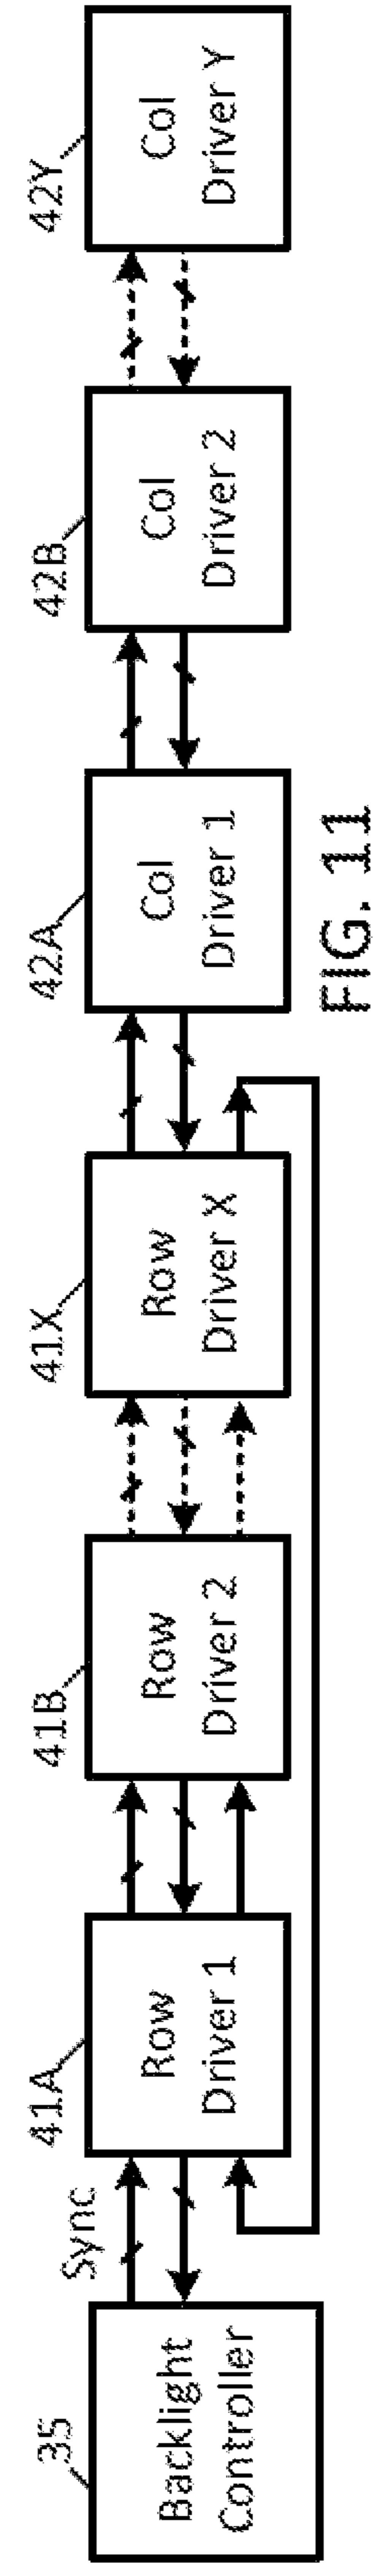 35
Backlight
Controller
Sync
41A
Row
Driver 1
41B
Row
Driver 2
41X
Row
Driver X
42A
Col
Driver 1
42B
Col
Driver 2
42Y
Col
Driver Y
FIG. 11